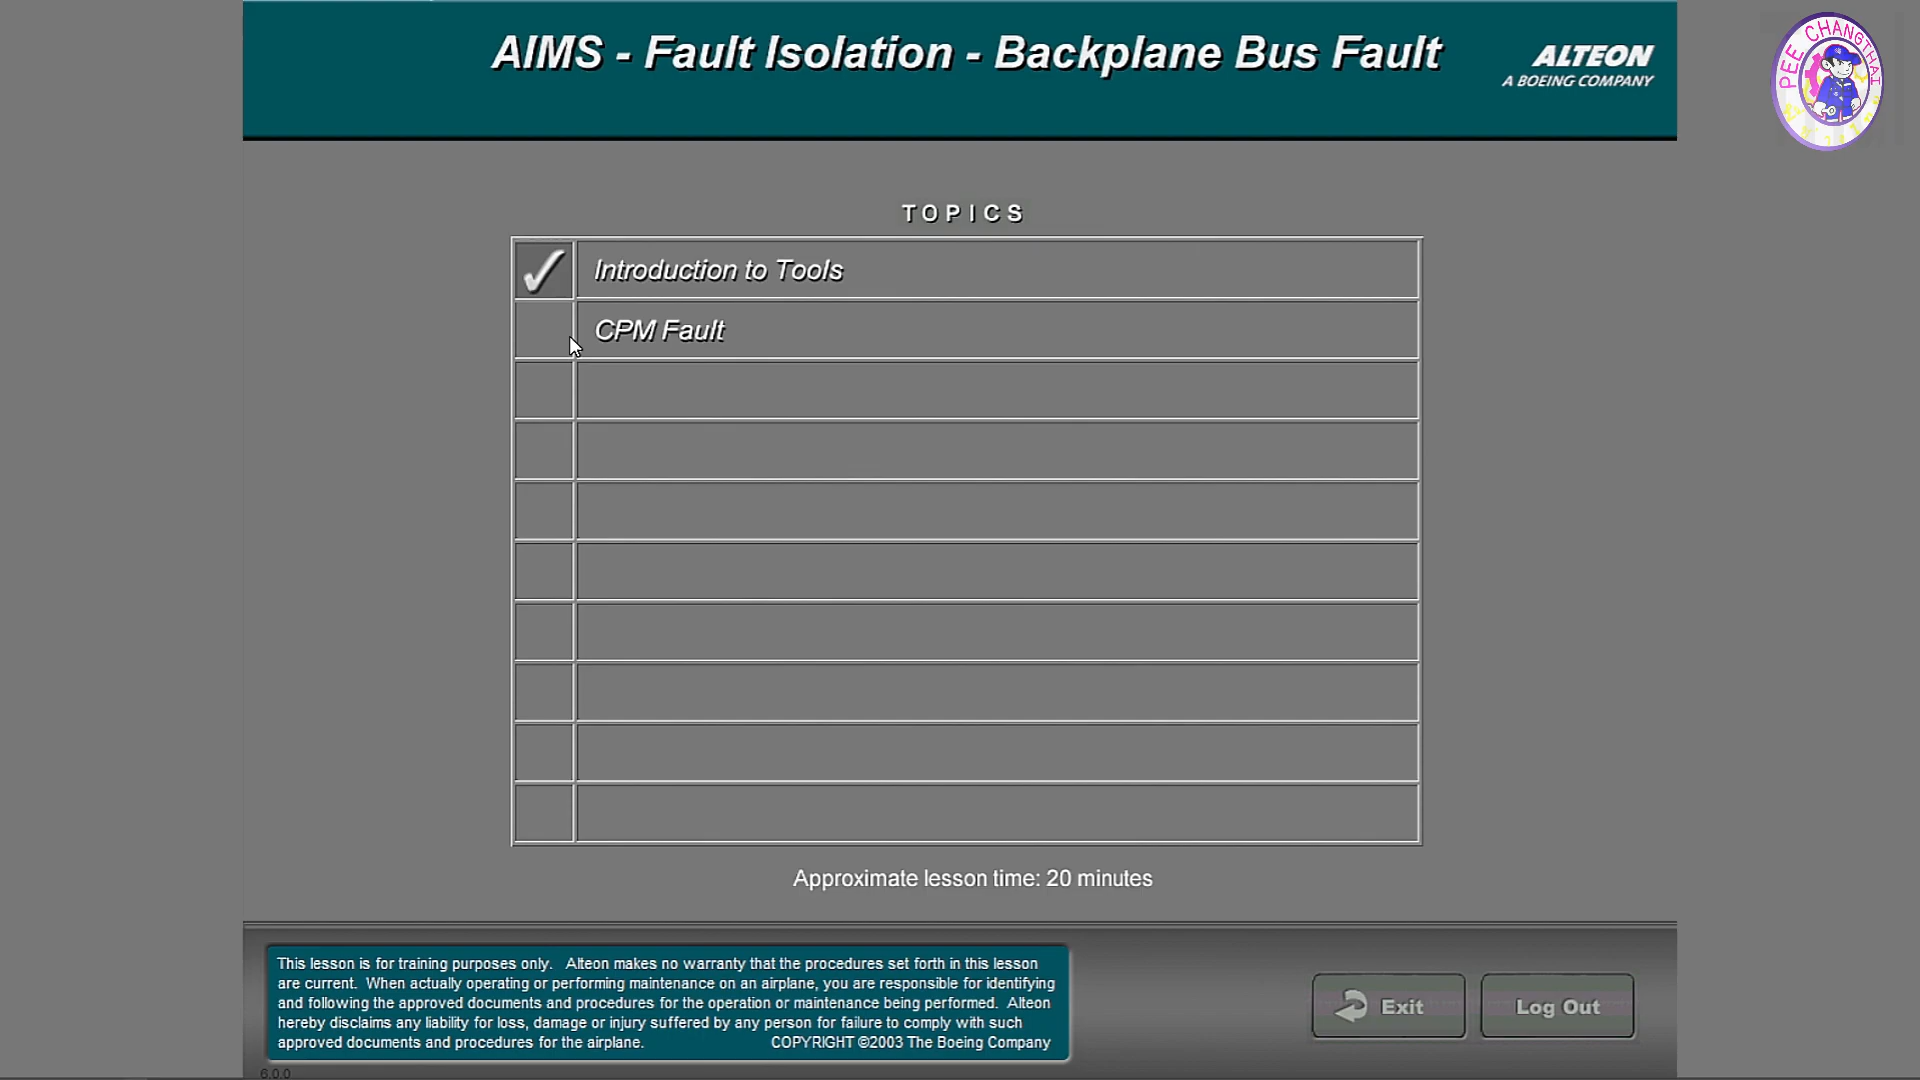 AIMS - Fault Isolation - Backplane Bus Fault
ALTEON
A BOEING COMPANY
PEE CHANGTHAI
TOPICS
Introduction to Tools
CPM Fault
Approximate lesson time: 20 minutes
This lesson is for training purposes only. Alteon makes no warranty that the procedures set forth in this lesson
are current. When actually operating or performing maintenance on an airplane, you are responsible for identifying
and following the approved documents and procedures for the operation or maintenance being performed. Alteon
hereby disclaims any liability for loss, damage or injury suffered by any person for failure to comply with such
approved documents and procedures for the airplane. COPYRIGHT ©2003 The Boeing Company
Exit
Log Out
6.0.0